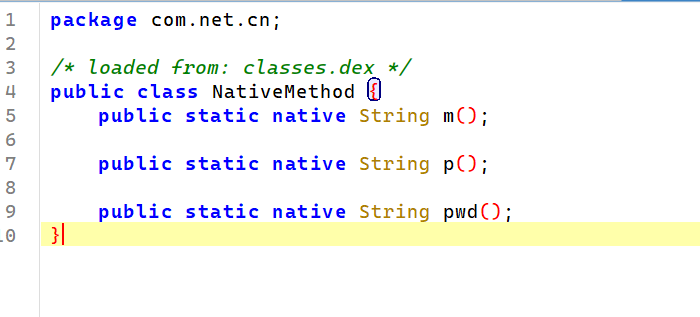 1 package com.net.cn;
2
3 /* loaded from: classes.dex */
4 public class NativeMethod {
5     public static native String m();
6
7     public static native String p();
8
9     public static native String pwd();
10 }